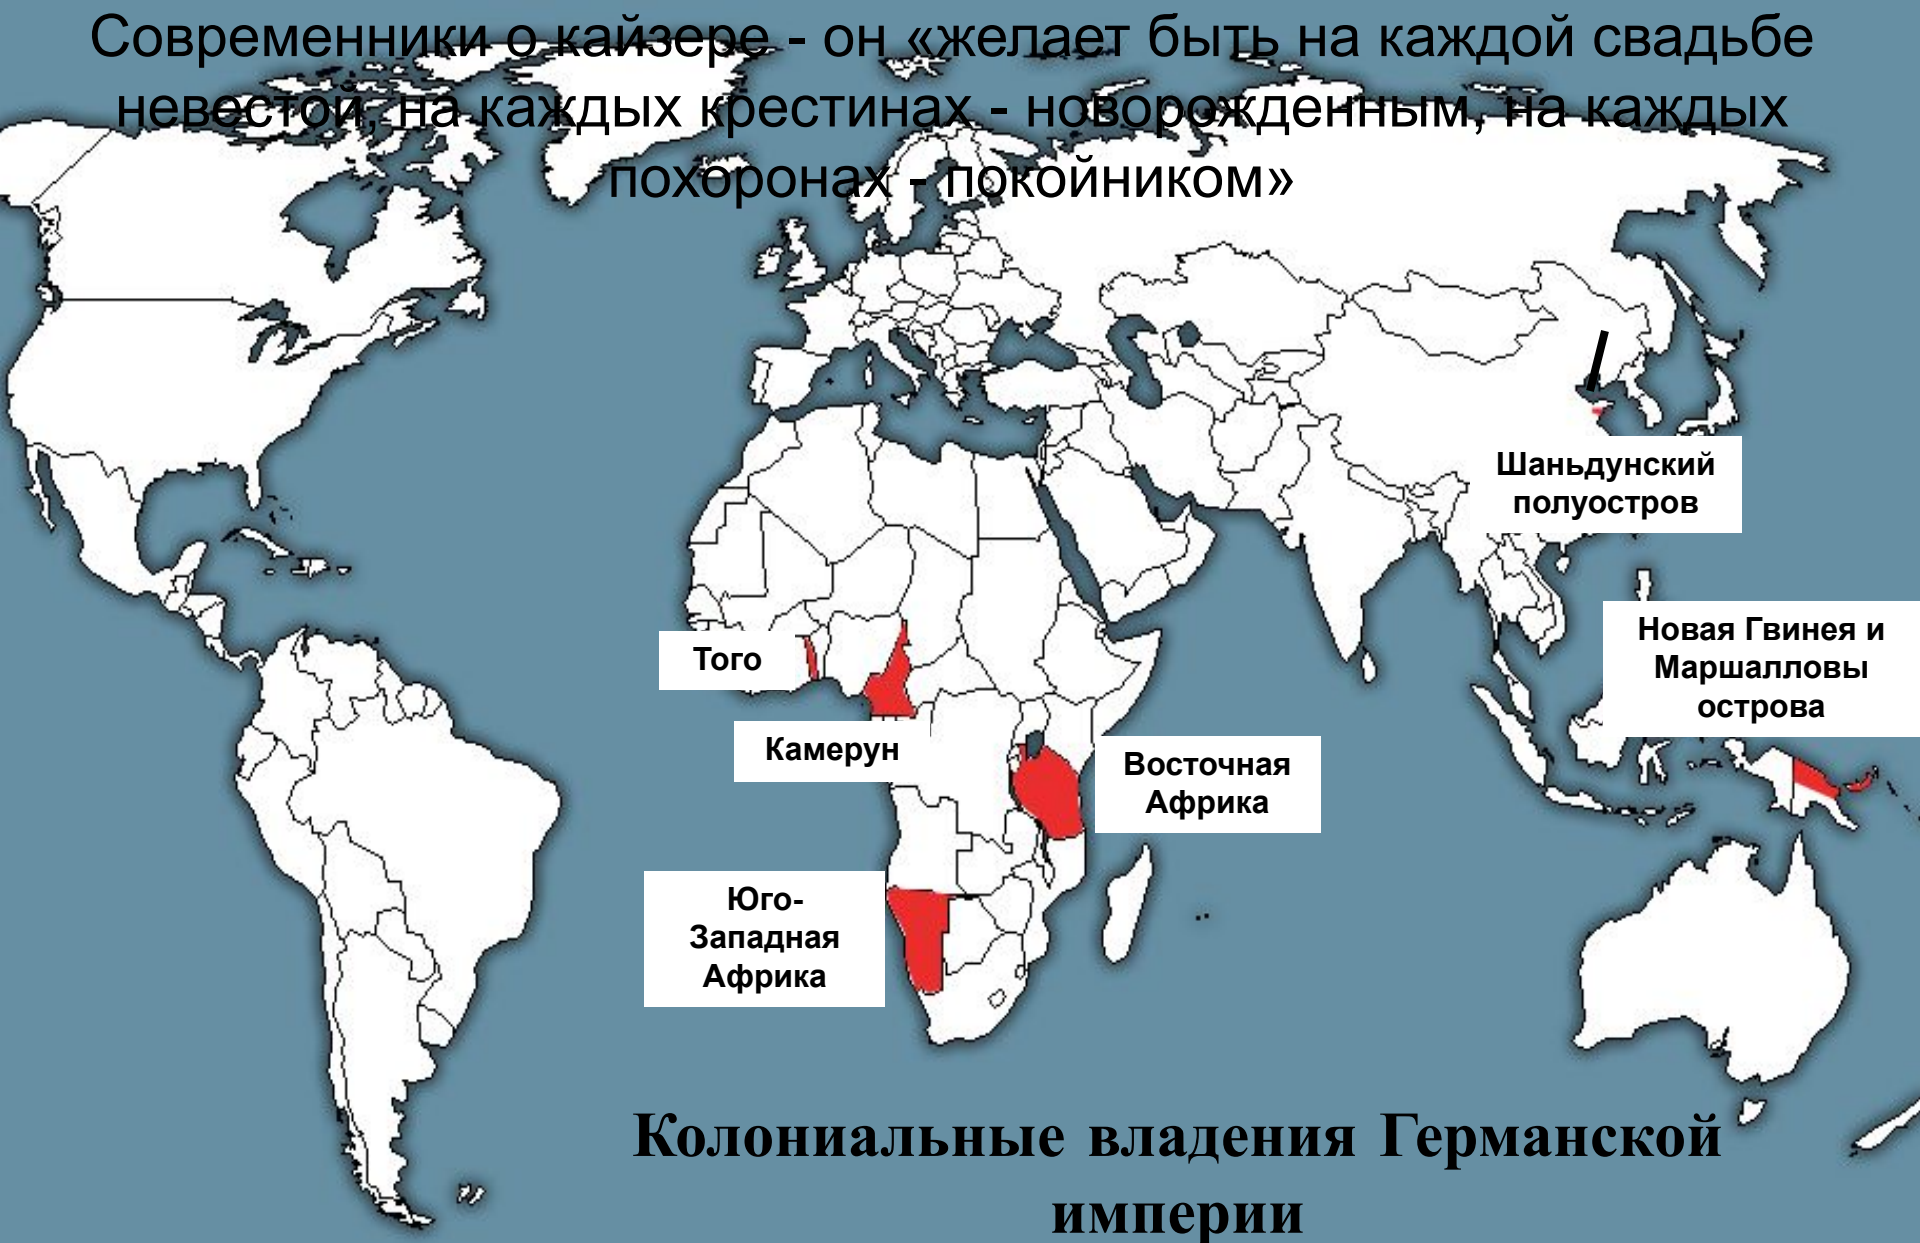 Современники о кайзере - он «желает быть на каждой свадьбе
невестой, на каждых крестинах - новорожденным, на каждых
похоронах - покойником»
Шаньдунский
полуостров
Новая Гвинея и
Маршалловы
острова
Того
Камерун
Восточная
Африка
Юго-
Западная
Африка
Колониальные владения Германской
империи